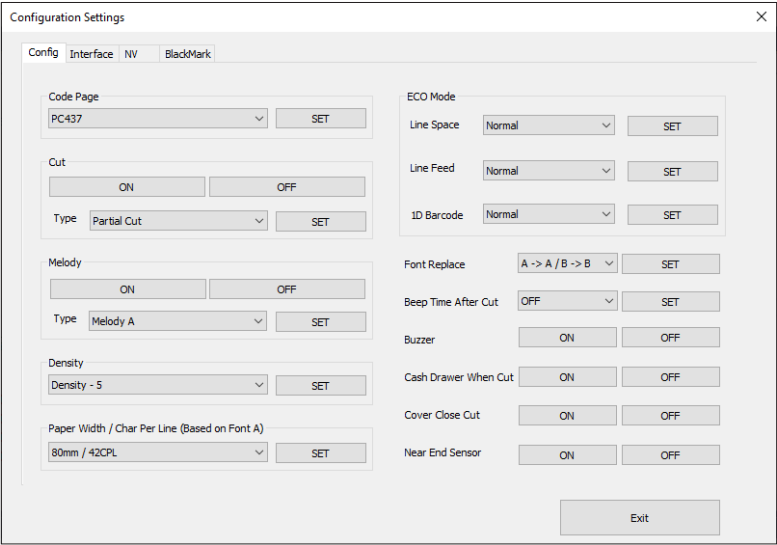 Configuration Settings
Config Interface NV BlackMark
Code Page
PC437 SET
Cut
ON OFF
Type Partial Cut SET
Melody
ON OFF
Type Melody A SET
Density
Density - 5 SET
Paper Width / Char Per Line (Based on Font A)
80mm / 42CPL SET
ECO Mode
Line Space Normal SET
Line Feed Normal SET
1D Barcode Normal SET
Font Replace A -> A / B -> B SET
Beep Time After Cut OFF SET
Buzzer ON OFF
Cash Drawer When Cut ON OFF
Cover Close Cut ON OFF
Near End Sensor ON OFF
Exit